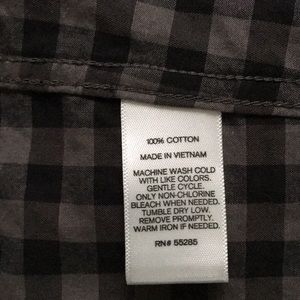 100% COTTON
MADE IN VIETNAM
MACHINE WASH COLD
WITH LIKE COLORS.
GENTLE CYCLE.
ONLY NON-CHLORINE
BLEACH WHEN NEEDED.
TUMBLE DRY LOW.
REMOVE PROMPTLY.
WARM IRON IF NEEDED.
RN# 55285